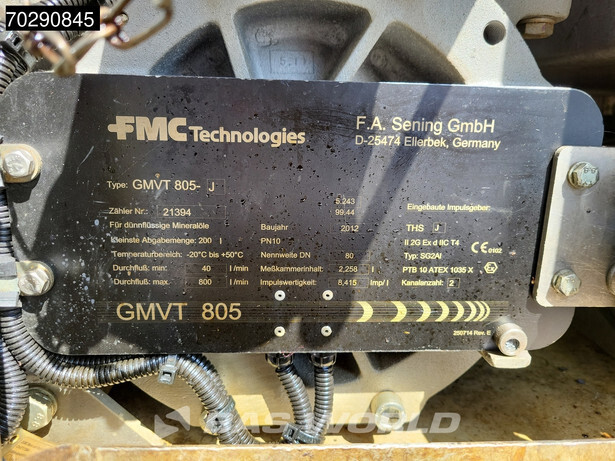 70290845
FMC Technologies
F.A. Sening GmbH
D-25474 Ellerbek, Germany
Type: GMVT 805- J
5.243
99.44
Eingebaute Impulsgeber:
Zähler Nr.: 21394
Für dünnflüssige Mineralöle
Baujahr 2012
THS J
kleinste Abgabemenge: 200 l
PN10
II 2G Ex d IIC T4
CE 0102
Temperaturbereich: -20°C bis +50°C
Nennweite DN 80
Typ: SG2AI
Durchfluß: min: 40 l/min
Meßkammerinhalt: 2,258 l
PTB 10 ATEX 1035 X
Durchfluß: max. 800 l/min
Impulswertigkeit: 8,415 Imp/l
Kanalanzahl: 2
GMVT 805
250714 Rev. E
BAS WORLD